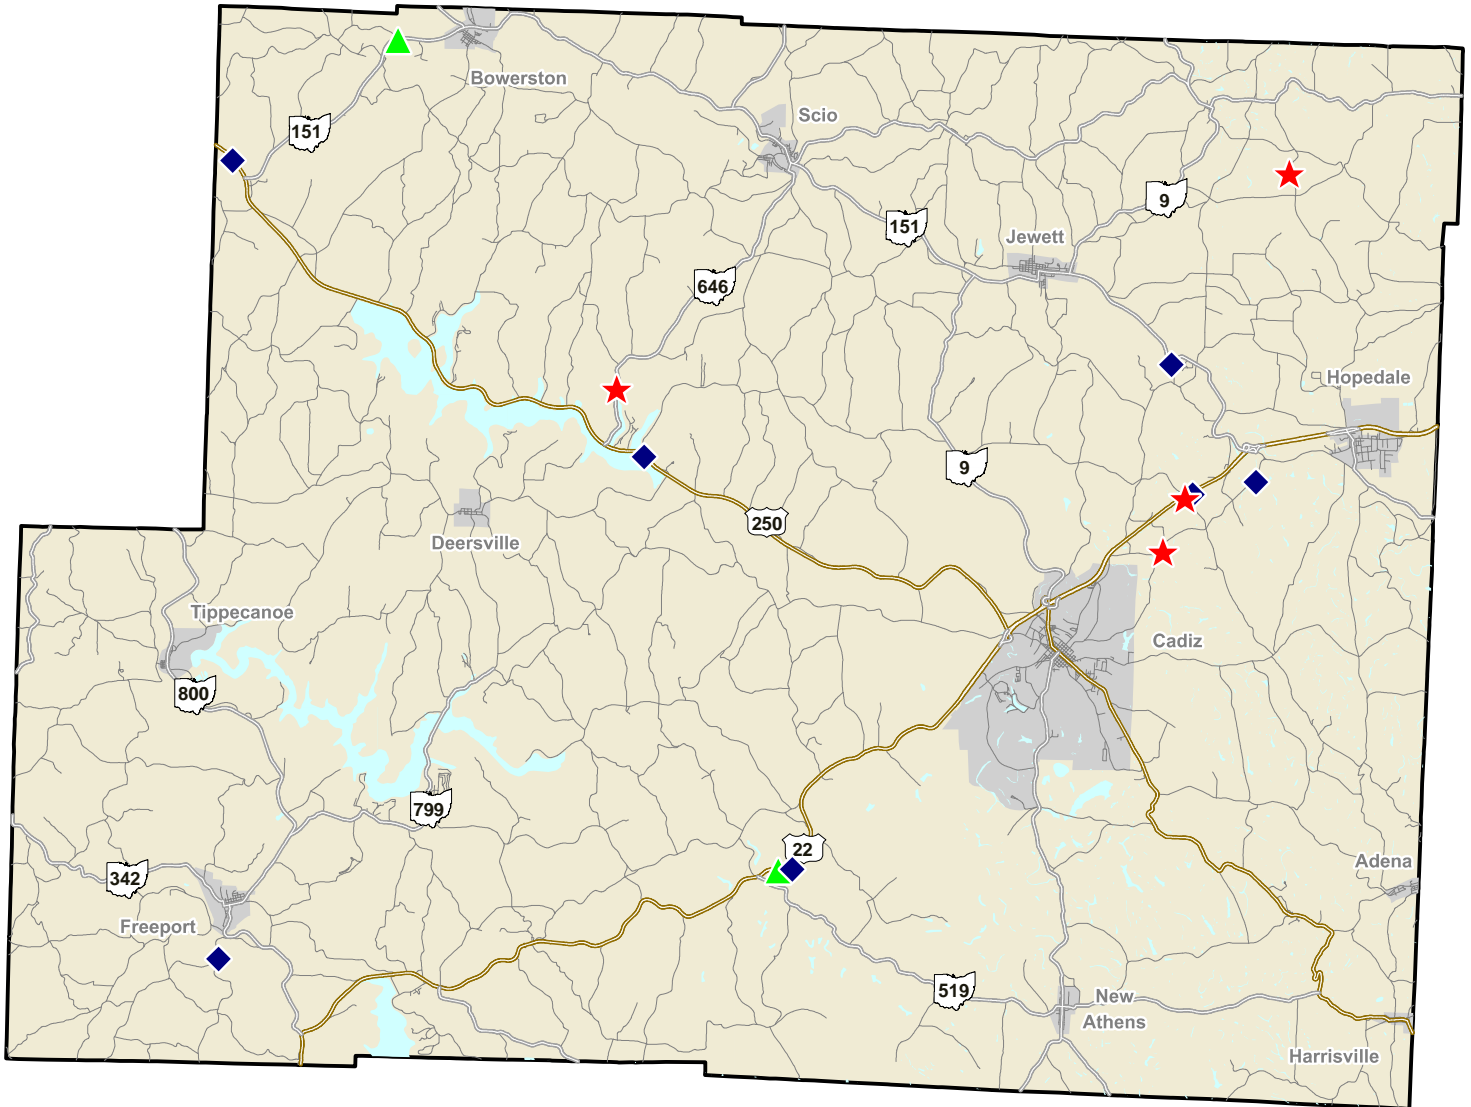 Bowerston
Scio
151
9
151
Jewett
646
Hopedale
9
250
Deersville
Tippecanoe
Cadiz
800
799
22
Adena
342
Freeport
519
New
Athens
Harrisville